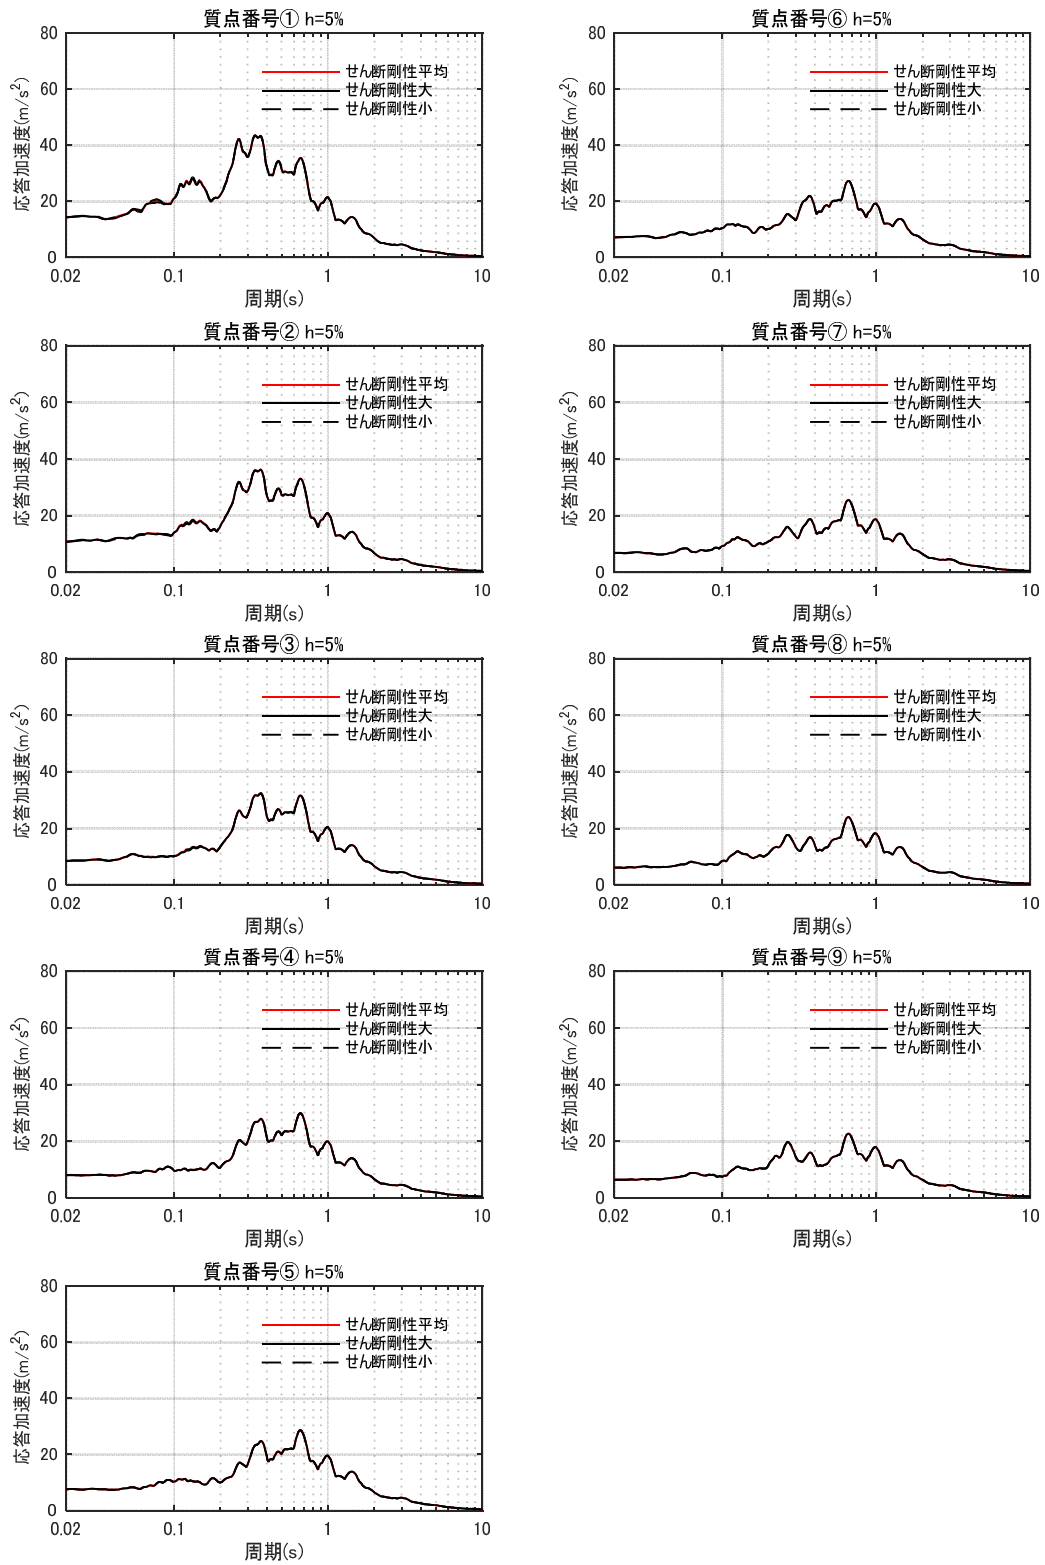 質点番号① h=5%
80
60
40
20
0
応答加速度(m/s²)
せん断剛性平均
せん断剛性大
せん断剛性小
0.02
0.1
1
10
周期(s)
質点番号② h=5%
80
60
40
20
0
応答加速度(m/s²)
せん断剛性平均
せん断剛性大
せん断剛性小
0.02
0.1
1
10
周期(s)
質点番号③ h=5%
80
60
40
20
0
応答加速度(m/s²)
せん断剛性平均
せん断剛性大
せん断剛性小
0.02
0.1
1
10
周期(s)
質点番号④ h=5%
80
60
40
20
0
応答加速度(m/s²)
せん断剛性平均
せん断剛性大
せん断剛性小
0.02
0.1
1
10
周期(s)
質点番号⑤ h=5%
80
60
40
20
0
応答加速度(m/s²)
せん断剛性平均
せん断剛性大
せん断剛性小
0.02
0.1
1
10
周期(s)
質点番号⑥ h=5%
80
60
40
20
0
応答加速度(m/s²)
せん断剛性平均
せん断剛性大
せん断剛性小
0.02
0.1
1
10
周期(s)
質点番号⑦ h=5%
80
60
40
20
0
応答加速度(m/s²)
せん断剛性平均
せん断剛性大
せん断剛性小
0.02
0.1
1
10
周期(s)
質点番号⑧ h=5%
80
60
40
20
0
応答加速度(m/s²)
せん断剛性平均
せん断剛性大
せん断剛性小
0.02
0.1
1
10
周期(s)
質点番号⑨ h=5%
80
60
40
20
0
応答加速度(m/s²)
せん断剛性平均
せん断剛性大
せん断剛性小
0.02
0.1
1
10
周期(s)